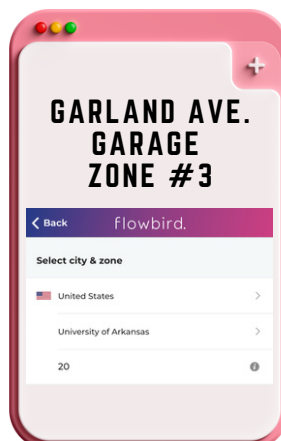 GARLAND AVE.
GARAGE
ZONE #3
Back flowbird.
Select city & zone
United States
University of Arkansas
20